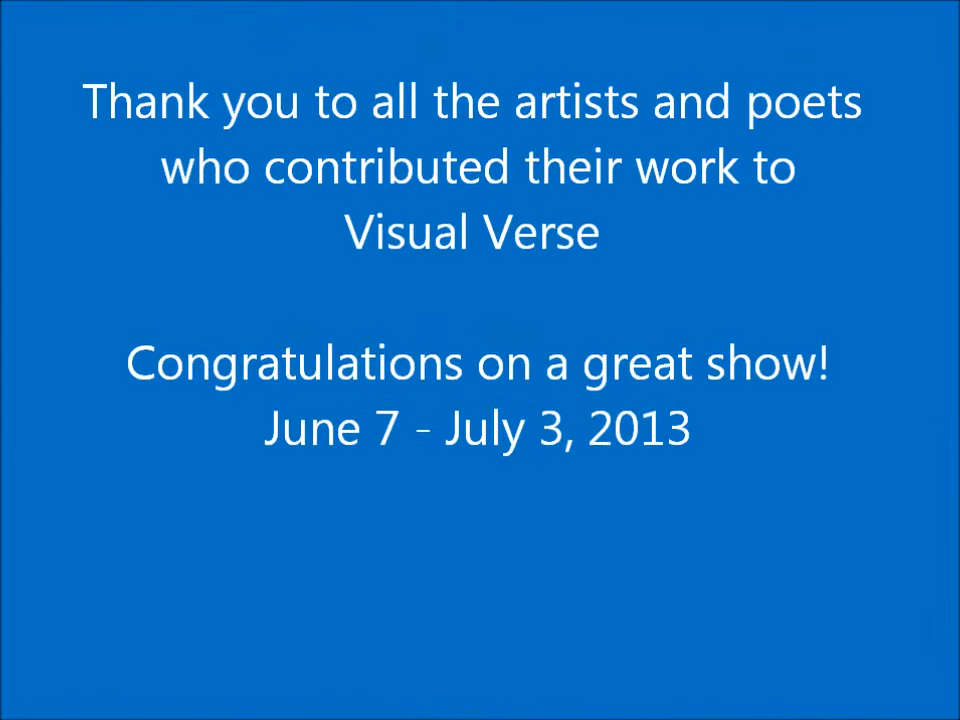 Thank you to all the artists and poets
who contributed their work to
Visual Verse
Congratulations on a great show!
June 7 - July 3, 2013